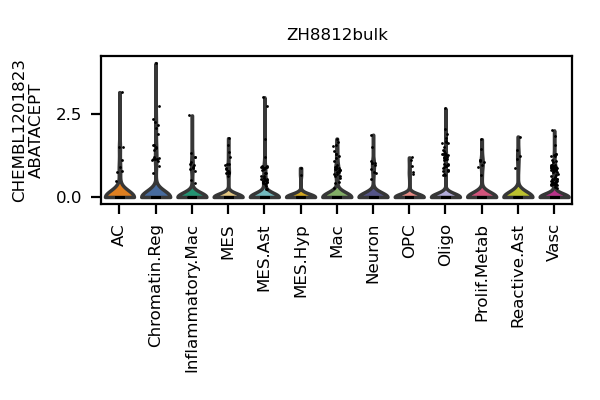 ZH8812bulk
CHEMBL1201823
ABATACEPT
2.5
0.0
AC
Chromatin.Reg
Inflammatory.Mac
MES
MES.Ast
MES.Hyp
Mac
Neuron
OPC
Oligo
Prolif.Metab
Reactive.Ast
Vasc